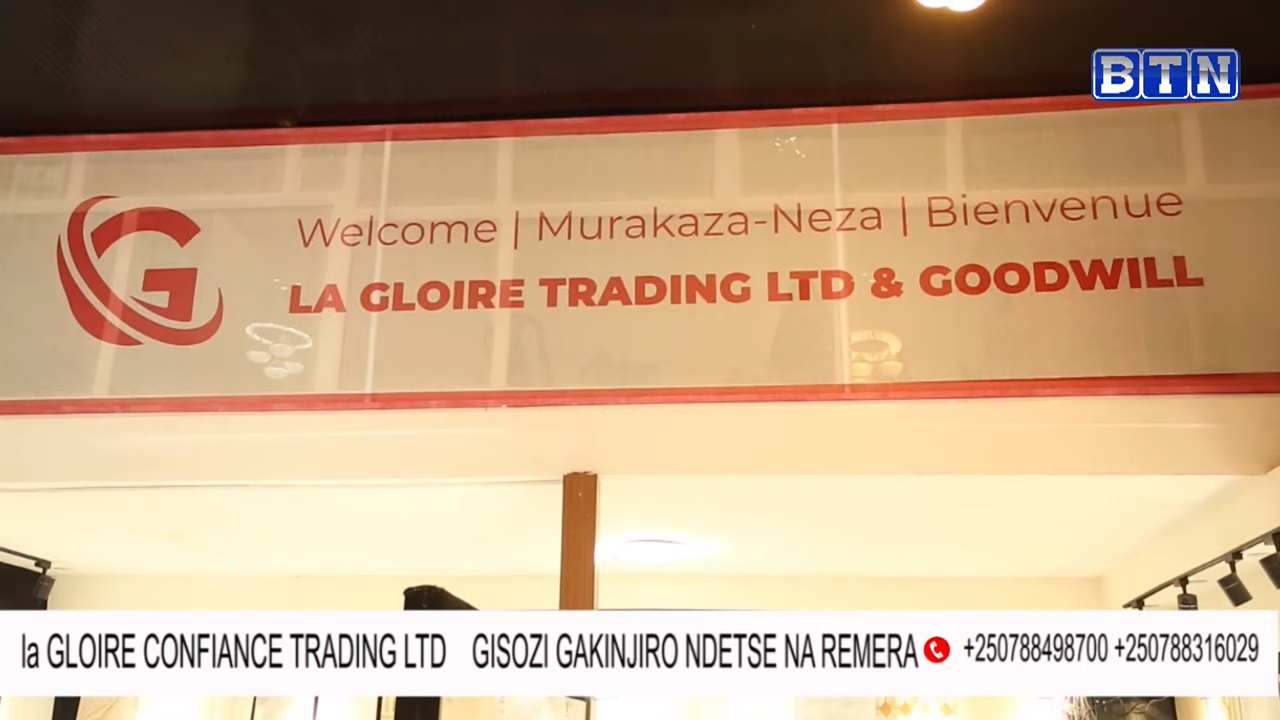 BTN
Welcome | Murakaza-Neza | Bienvenue
LA GLOIRE TRADING LTD & GOODWILL
la GLOIRE CONFIANCE TRADING LTD GISOZI GAKINJIRO NDETSE NA REMERA +250788498700 +250788316029